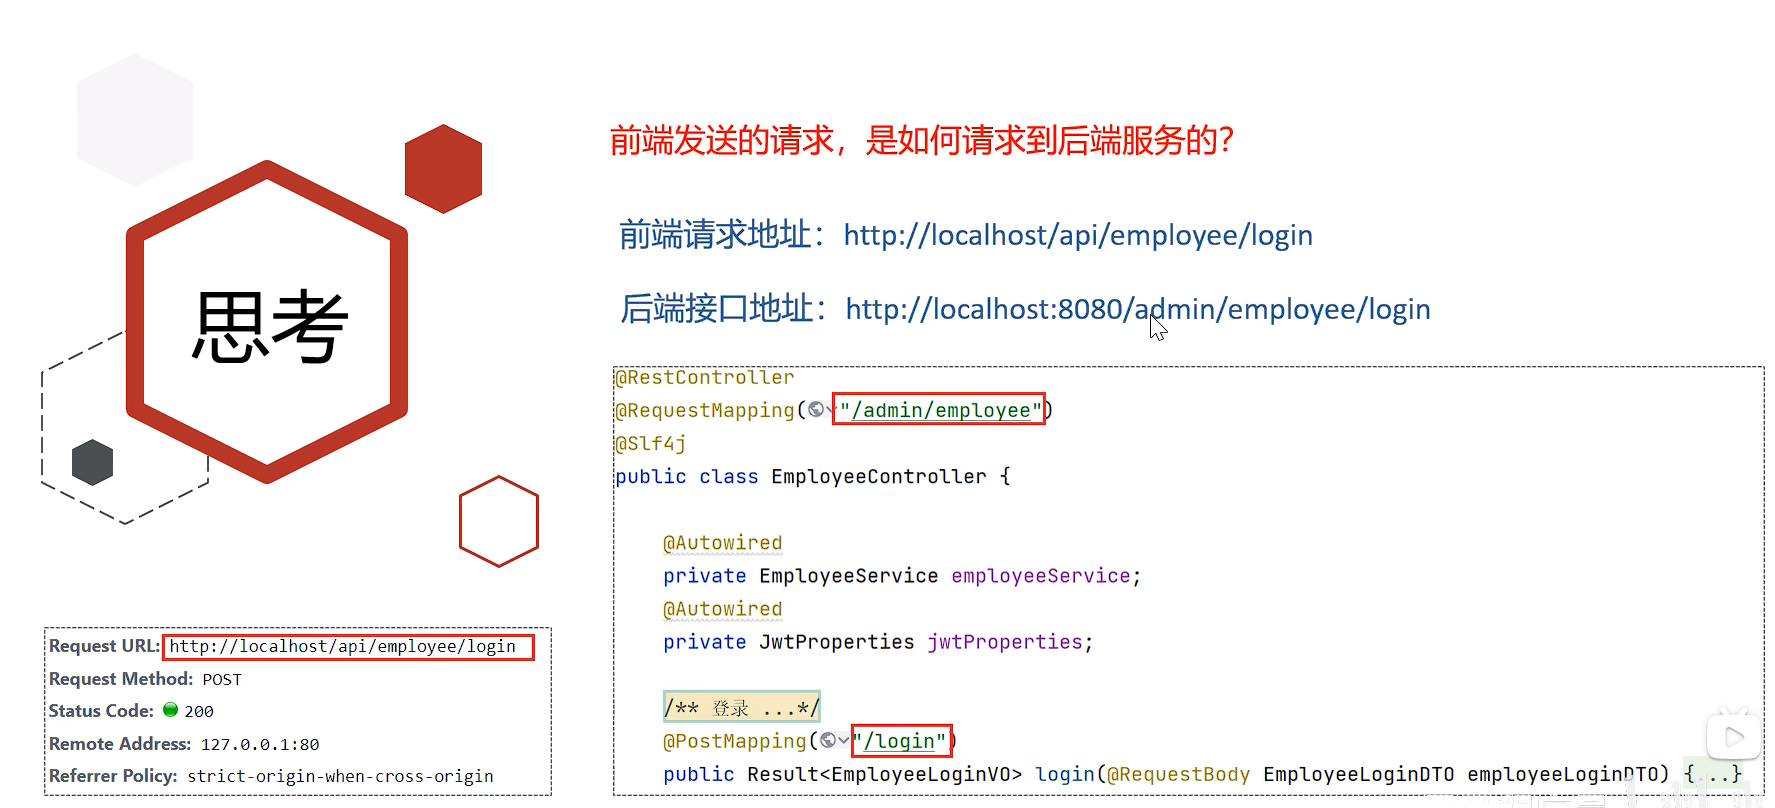 前端发送的请求，是如何请求到后端服务的？
前端请求地址：http://localhost/api/employee/login
后端接口地址：http://localhost:8080/admin/employee/login
思考
@RestController
@RequestMapping("/admin/employee")
@Slf4j
public class EmployeeController {
@Autowired
private EmployeeService employeeService;
@Autowired
private JwtProperties jwtProperties;
/** 登录 ...*/
@PostMapping("/login")
public Result<EmployeeLoginVO> login(@RequestBody EmployeeLoginDTO employeeLoginDTO) {...}
Request URL: http://localhost/api/employee/login
Request Method: POST
Status Code: 200
Remote Address: 127.0.0.1:80
Referrer Policy: strict-origin-when-cross-origin